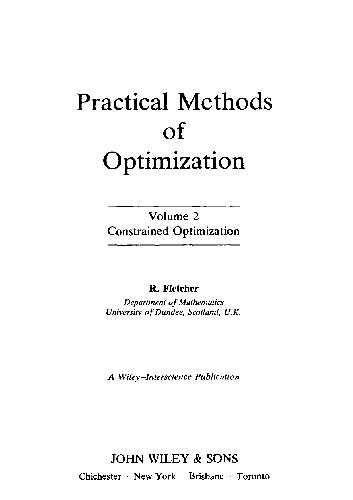 Practical Methods
of
Optimization
Volume 2
Constrained Optimization
R. Fletcher
Department of Mathematics
University of Dundee, Scotland, U.K.
A Wiley–Interscience Publication
JOHN WILEY & SONS
Chichester · New York · Brisbane · Toronto